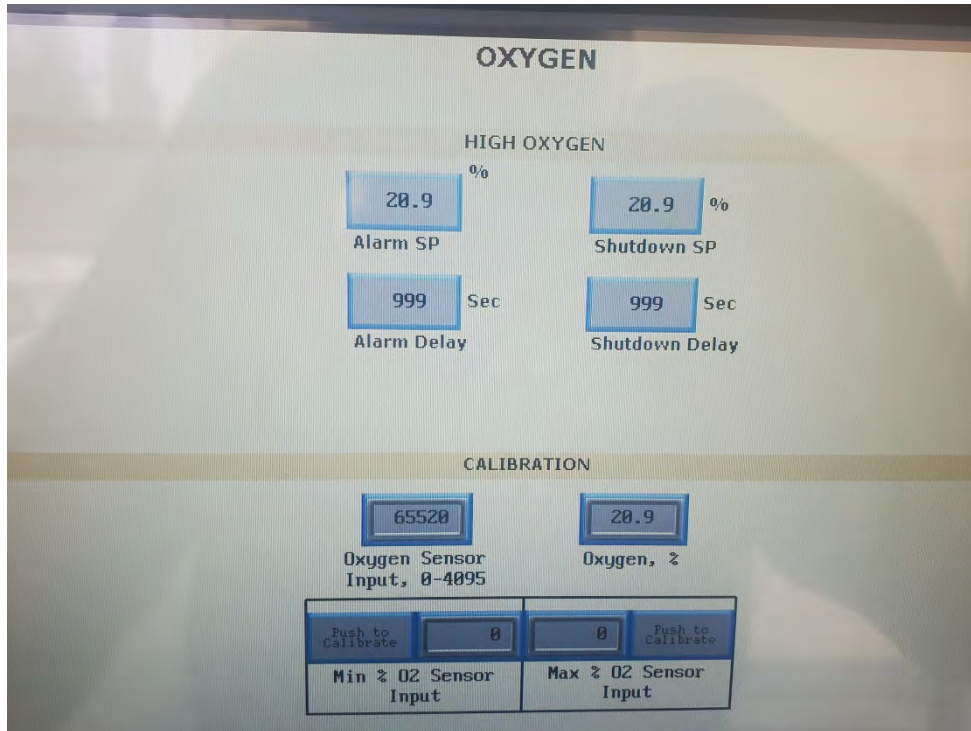 OXYGEN
HIGH OXYGEN
20.9 %
20.9 %
Alarm SP
Shutdown SP
999 Sec
999 Sec
Alarm Delay
Shutdown Delay
CALIBRATION
65520
20.9
Oxygen Sensor
Input, 0-4095
Oxygen, %
Push to
Calibrate
0
0
Push to
Calibrate
Min % O2 Sensor
Input
Max % O2 Sensor
Input